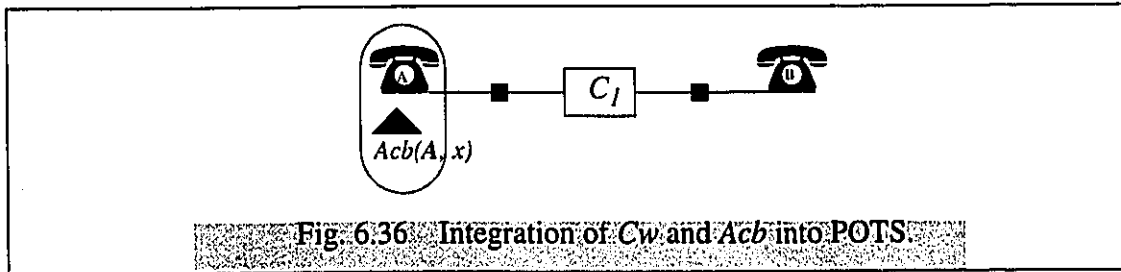 A
B
C1
Acb(A, x)
Fig. 6.36 Integration of Cw and Acb into POTS.